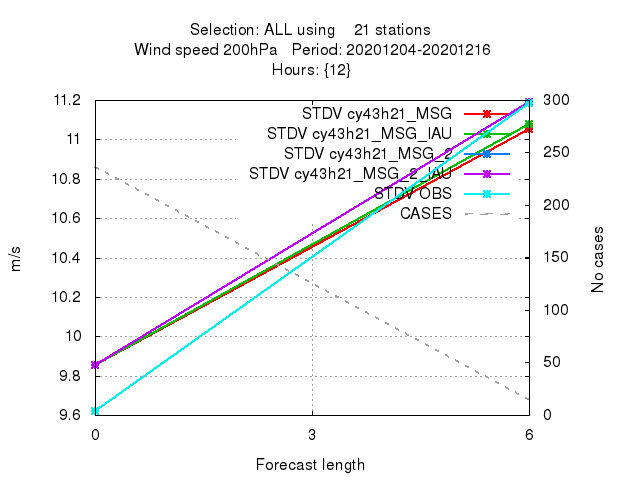 Selection: ALL using 21 stations
Wind speed 200hPa Period: 20201204-20201216
Hours: {12}
STDV cy43h21_MSG
STDV cy43h21_MSG_IAU
STDV cy43h21_MSG_2
STDV cy43h21_MSG_2_IAU
STDV OBS
CASES
11.2
11
10.8
10.6
10.4
10.2
10
9.8
9.6
m/s
300
250
200
150
100
50
0
No cases
0 3 6
Forecast length